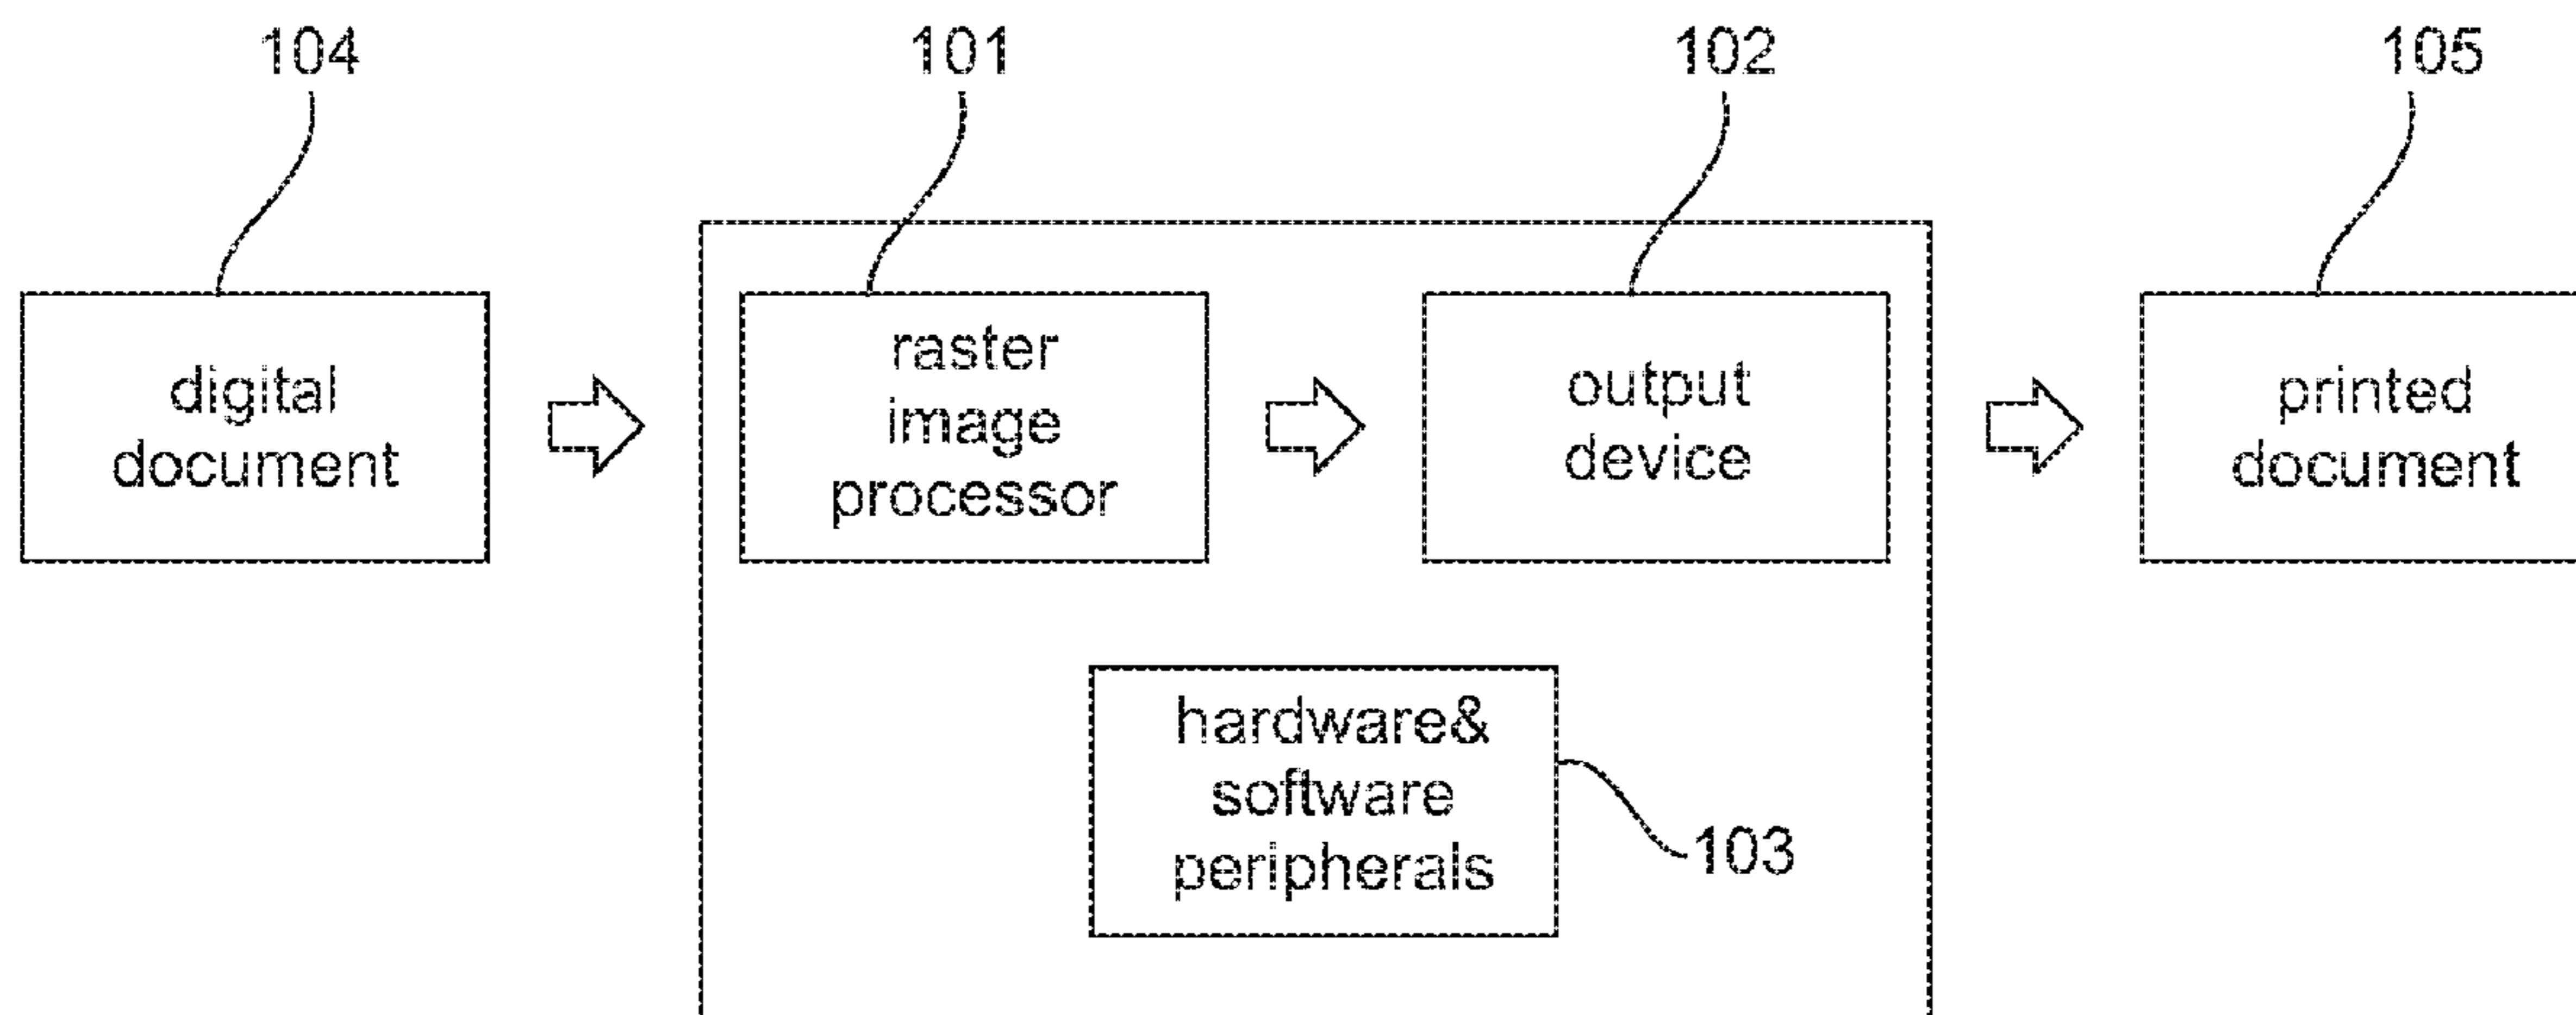 104
101
102
105
digital
document
raster
image
processor
output
device
printed
document
hardware&
software
peripherals
103